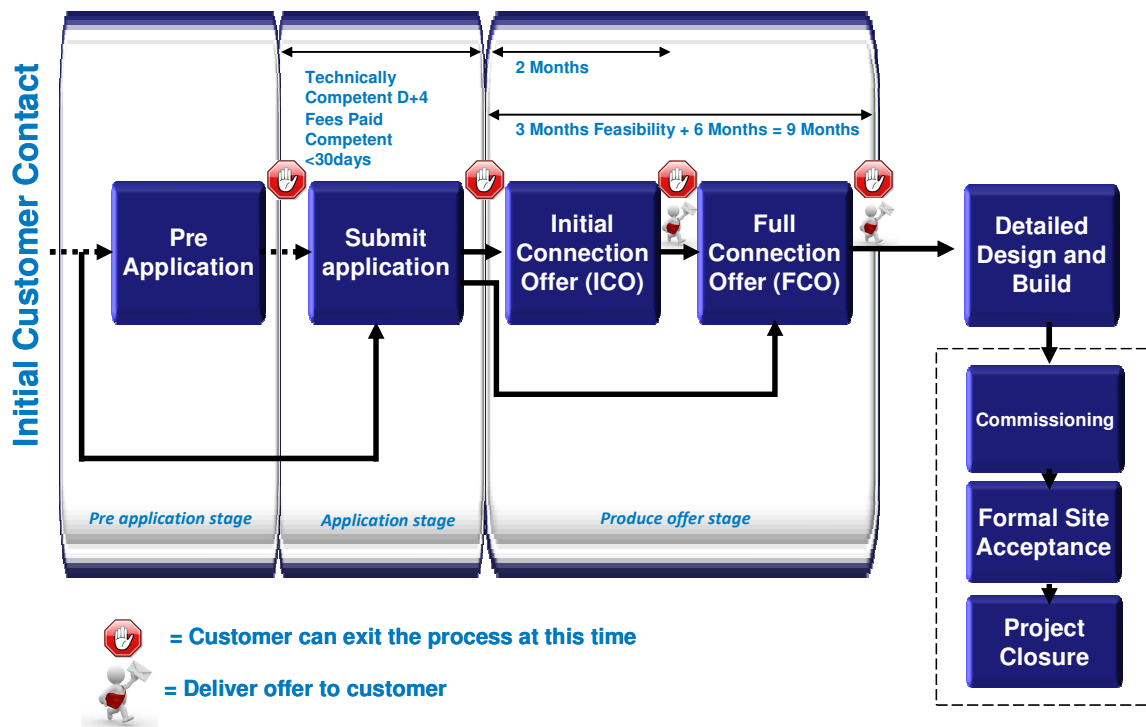 Initial Customer Contact
Technically
Competent D+4
Fees Paid
Competent
<30days
2 Months
3 Months Feasibility + 6 Months = 9 Months
Pre
Application
Submit
application
Initial
Connection
Offer (ICO)
Full
Connection
Offer (FCO)
Detailed
Design and
Build
Commissioning
Formal Site
Acceptance
Project
Closure
Pre application stage
Application stage
Produce offer stage
= Customer can exit the process at this time
= Deliver offer to customer